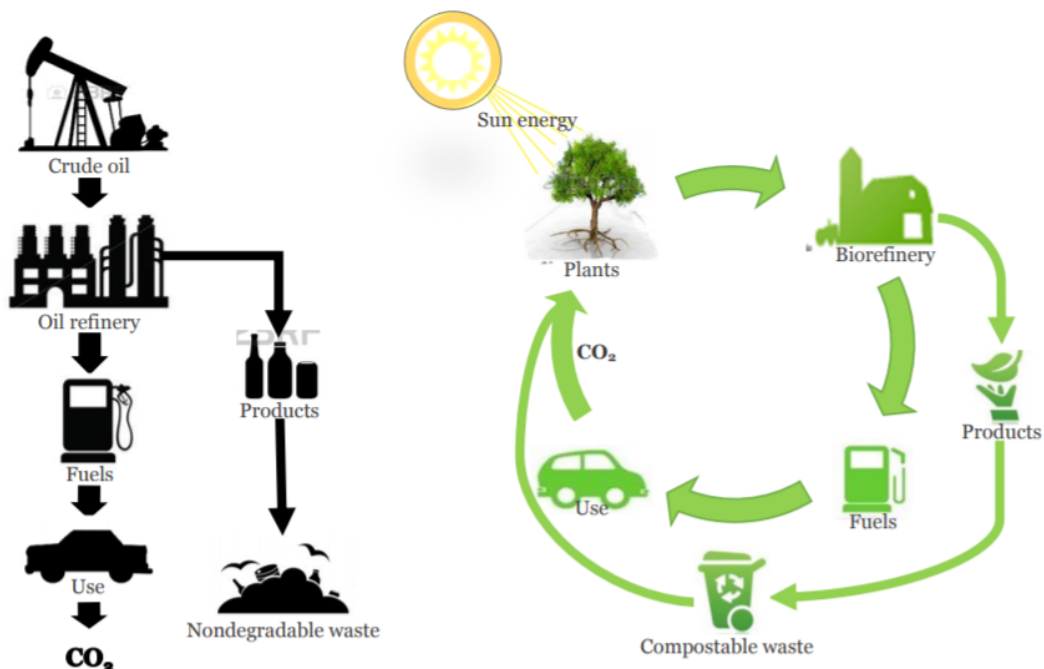 Crude oil
Oil refinery
Products
Fuels
Use
Nondegradable waste
CO₂
Sun energy
Plants
Biorefinery
CO₂
Products
Fuels
Use
Compostable waste